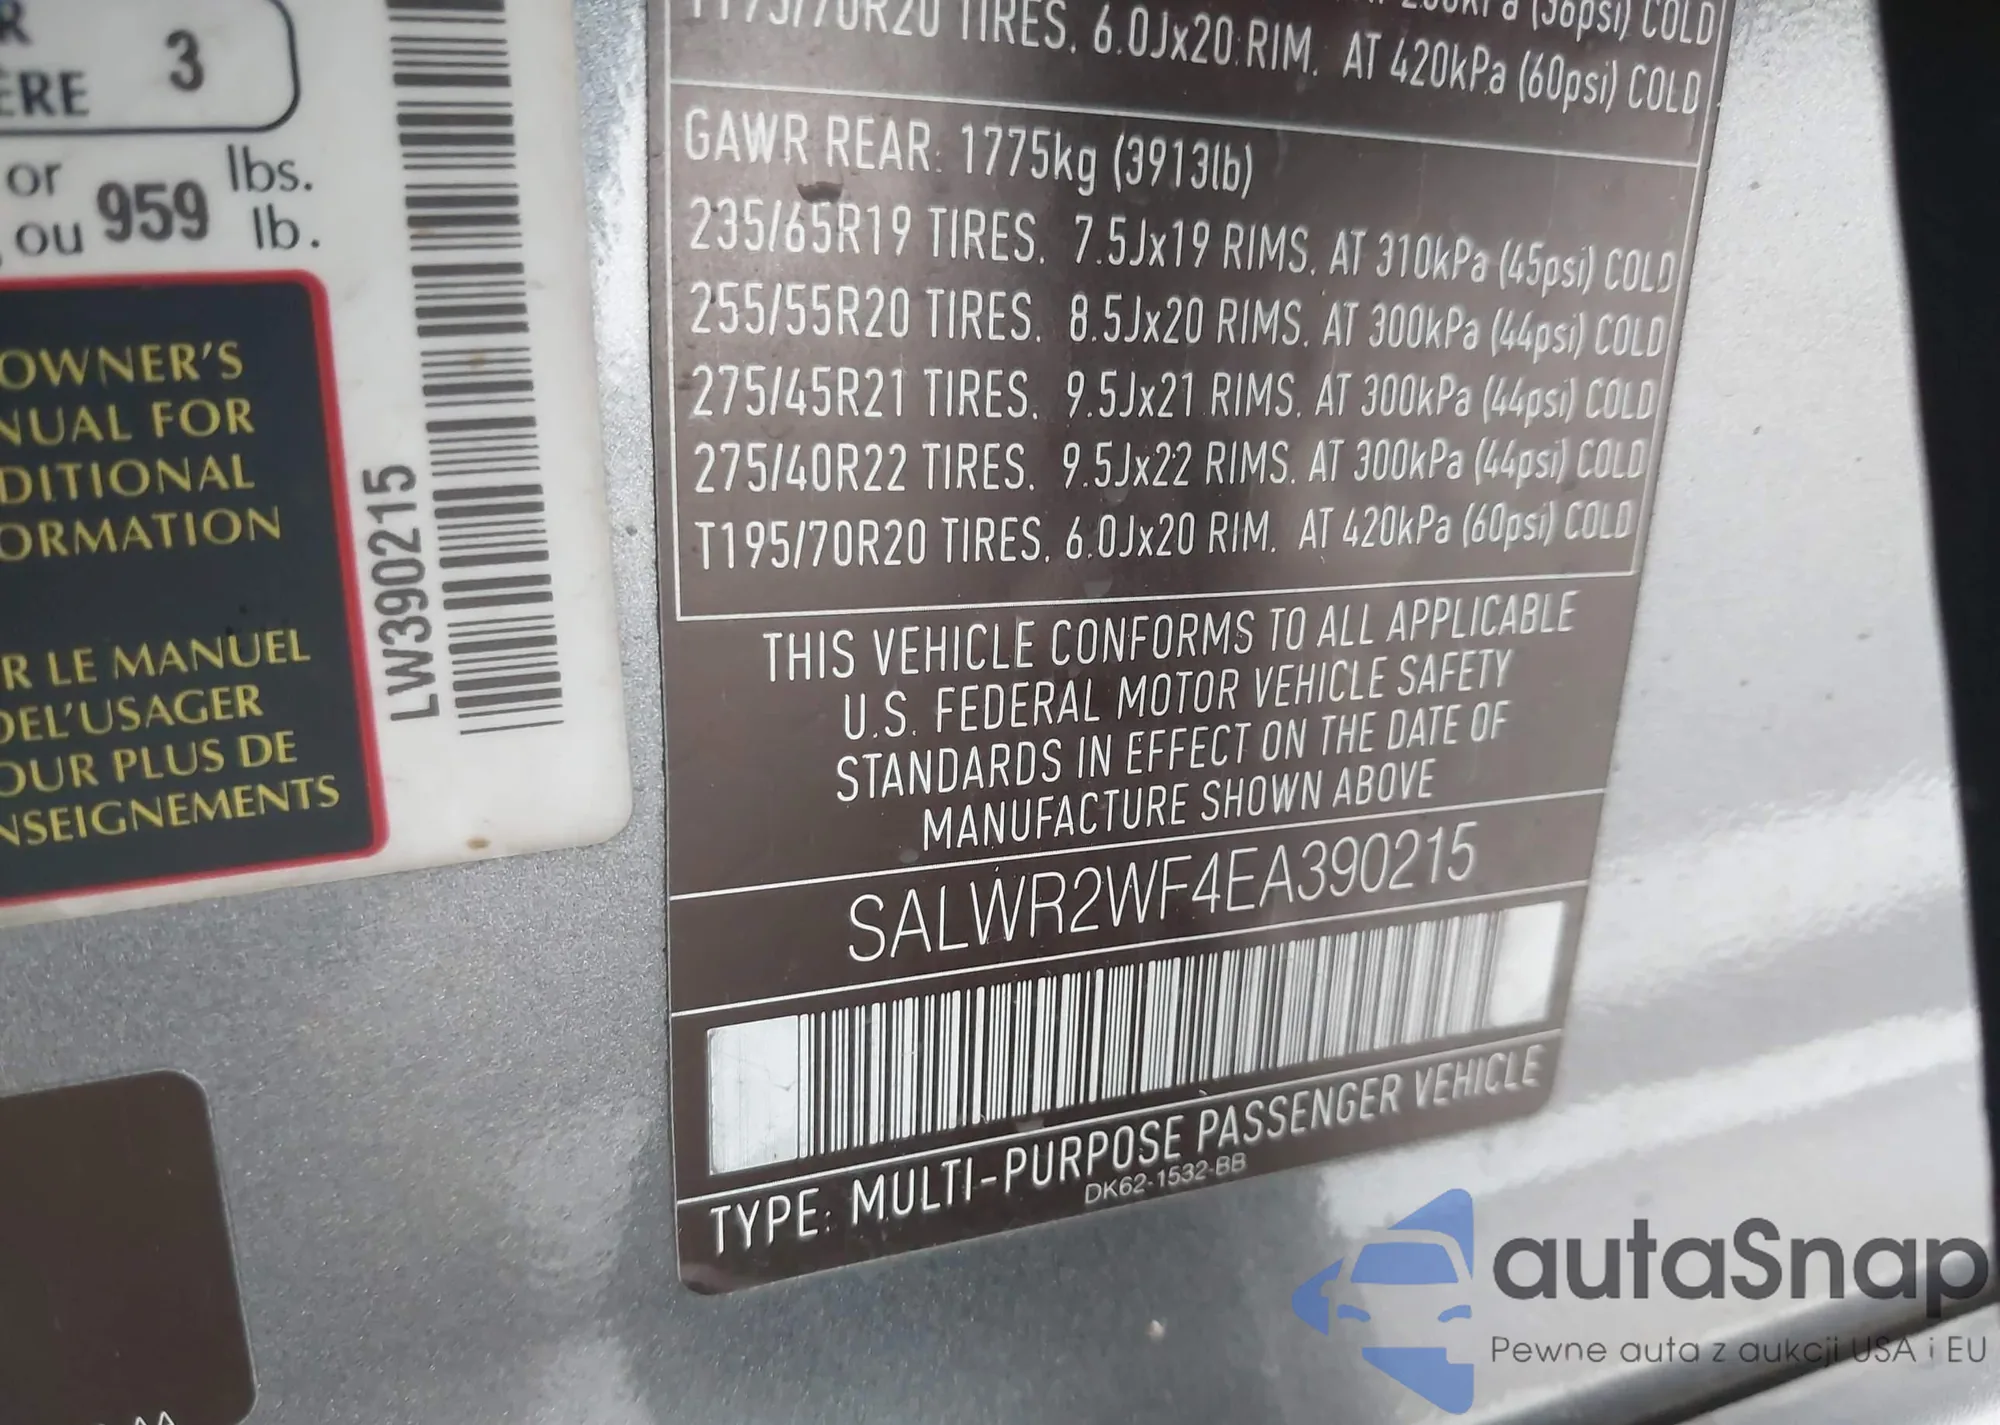 3
ÈRE
or 959 lbs.
ou lb.
OWNER'S
NUAL FOR
DITIONAL
ORMATION
R LE MANUEL
DEL'USAGER
OUR PLUS DE
NSEIGNEMENTS
LW390215
(36psi) COLD
70R20 TIRES. 6.0Jx20 RIM. AT 420kPa (60psi) COLD
GAWR REAR: 1775kg (3913lb)
235/65R19 TIRES. 7.5Jx19 RIMS. AT 310kPa (45psi) COLD
255/55R20 TIRES. 8.5Jx20 RIMS. AT 300kPa (44psi) COLD
275/45R21 TIRES. 9.5Jx21 RIMS. AT 300kPa (44psi) COLD
275/40R22 TIRES. 9.5Jx22 RIMS. AT 300kPa (44psi) COLD
T195/70R20 TIRES. 6.0Jx20 RIM. AT 420kPa (60psi) COLD
THIS VEHICLE CONFORMS TO ALL APPLICABLE
U.S. FEDERAL MOTOR VEHICLE SAFETY
STANDARDS IN EFFECT ON THE DATE OF
MANUFACTURE SHOWN ABOVE
SALWR2WF4EA390215
TYPE: MULTI-PURPOSE PASSENGER VEHICLE
DK62-1532-BB
autaSnap
Pewne auta z aukcji USA i EU